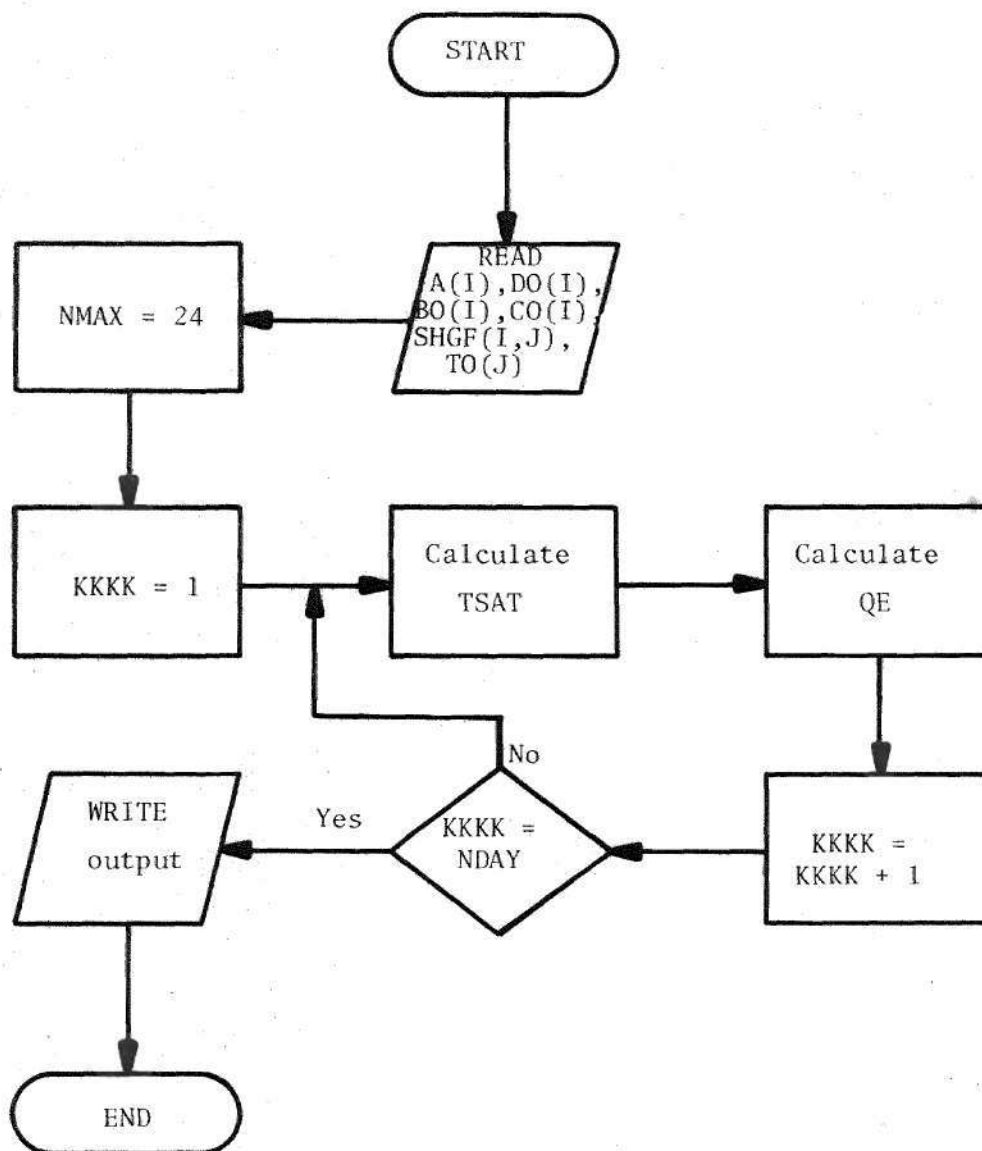 START
READ
A(I),DO(I),
BO(I),CO(I),
SHGF(I,J),
TO(J)
NMAX = 24
KKKK = 1
Calculate
TSAT
Calculate
QE
KKKK =
KKKK + 1
No
KKKK =
NDAY
Yes
WRITE
output
END